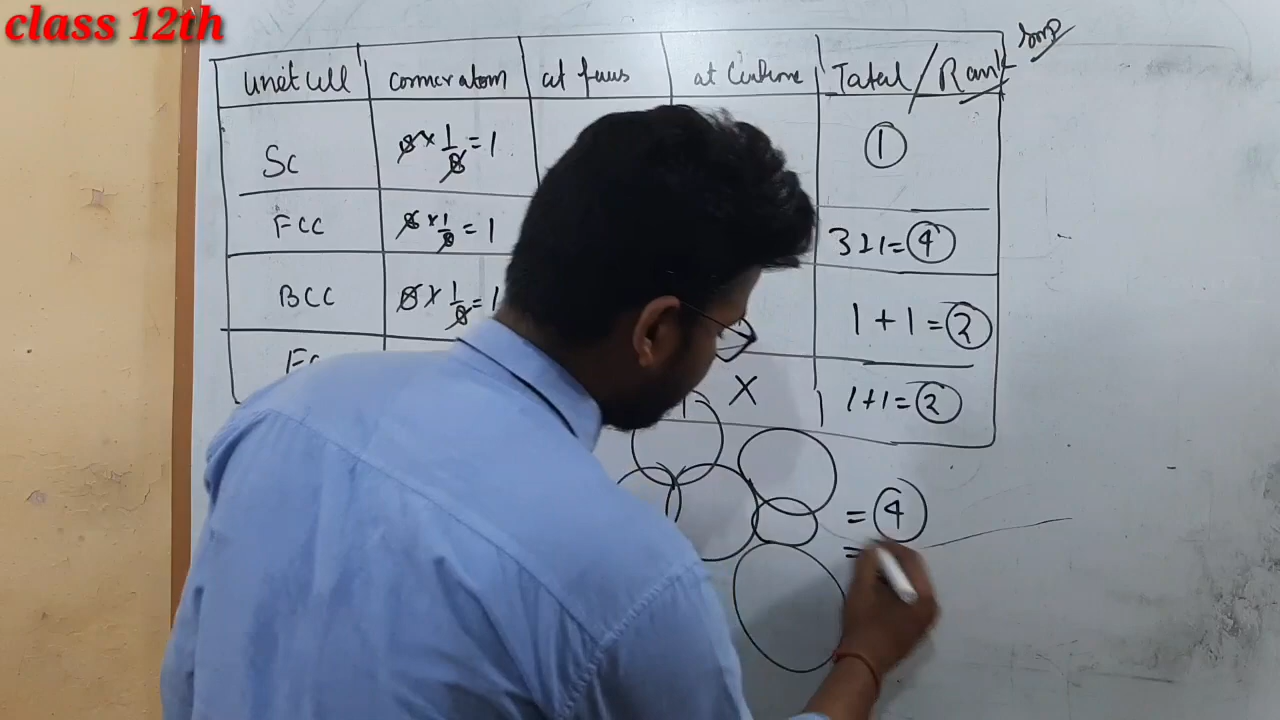 class 12th
Imp
unit cell corner atom at faces at Centre Total / Rank
SC 8 × 1/8 = 1 1
FCC 8 × 1/8 = 1 3+1=4
BCC 8 × 1/8 = 1 1 + 1 = 2
X 1+1=2
= 4
=